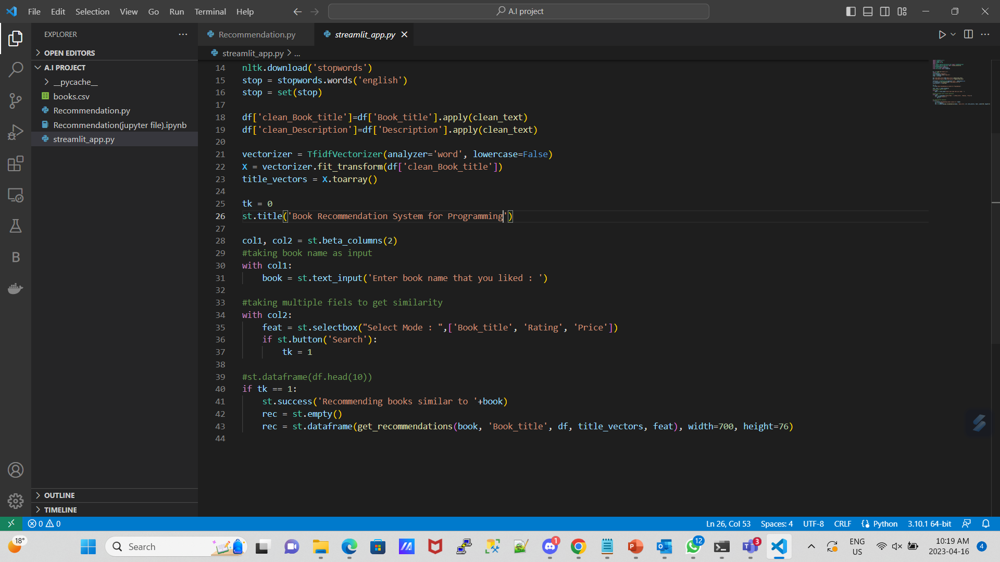 File Edit Selection View Go Run Terminal Help
A.I project
EXPLORER
OPEN EDITORS
A.I PROJECT
__pycache__
books.csv
Recommendation.py
Recommendation(jupyter file).ipynb
streamlit_app.py
OUTLINE
TIMELINE
Recommendation.py streamlit_app.py
streamlit_app.py > ...
14 nltk.download('stopwords')
15 stop = stopwords.words('english')
16 stop = set(stop)
17
18 df['clean_Book_title']=df['Book_title'].apply(clean_text)
19 df['clean_Description']=df['Description'].apply(clean_text)
20
21 vectorizer = TfidfVectorizer(analyzer='word', lowercase=False)
22 X = vectorizer.fit_transform(df['clean_Book_title'])
23 title_vectors = X.toarray()
24
25 tk = 0
26 st.title('Book Recommendation System for Programming')
27
28 col1, col2 = st.beta_columns(2)
29 #taking book name as input
30 with col1:
31 book = st.text_input('Enter book name that you liked : ')
32
33 #taking multiple fiels to get similarity
34 with col2:
35 feat = st.selectbox("Select Mode : ",['Book_title', 'Rating', 'Price'])
36 if st.button('Search'):
37 tk = 1
38
39 #st.dataframe(df.head(10))
40 if tk == 1:
41 st.success('Recommending books similar to '+book)
42 rec = st.empty()
43 rec = st.dataframe(get_recommendations(book, 'Book_title', df, title_vectors, feat), width=700, height=76)
44
B
0 0
Ln 26, Col 53 Spaces: 4 UTF-8 CRLF Python 3.10.1 64-bit
18°
Search
1
P
12
3
ENG
US
10:19 AM
2023-04-16
4